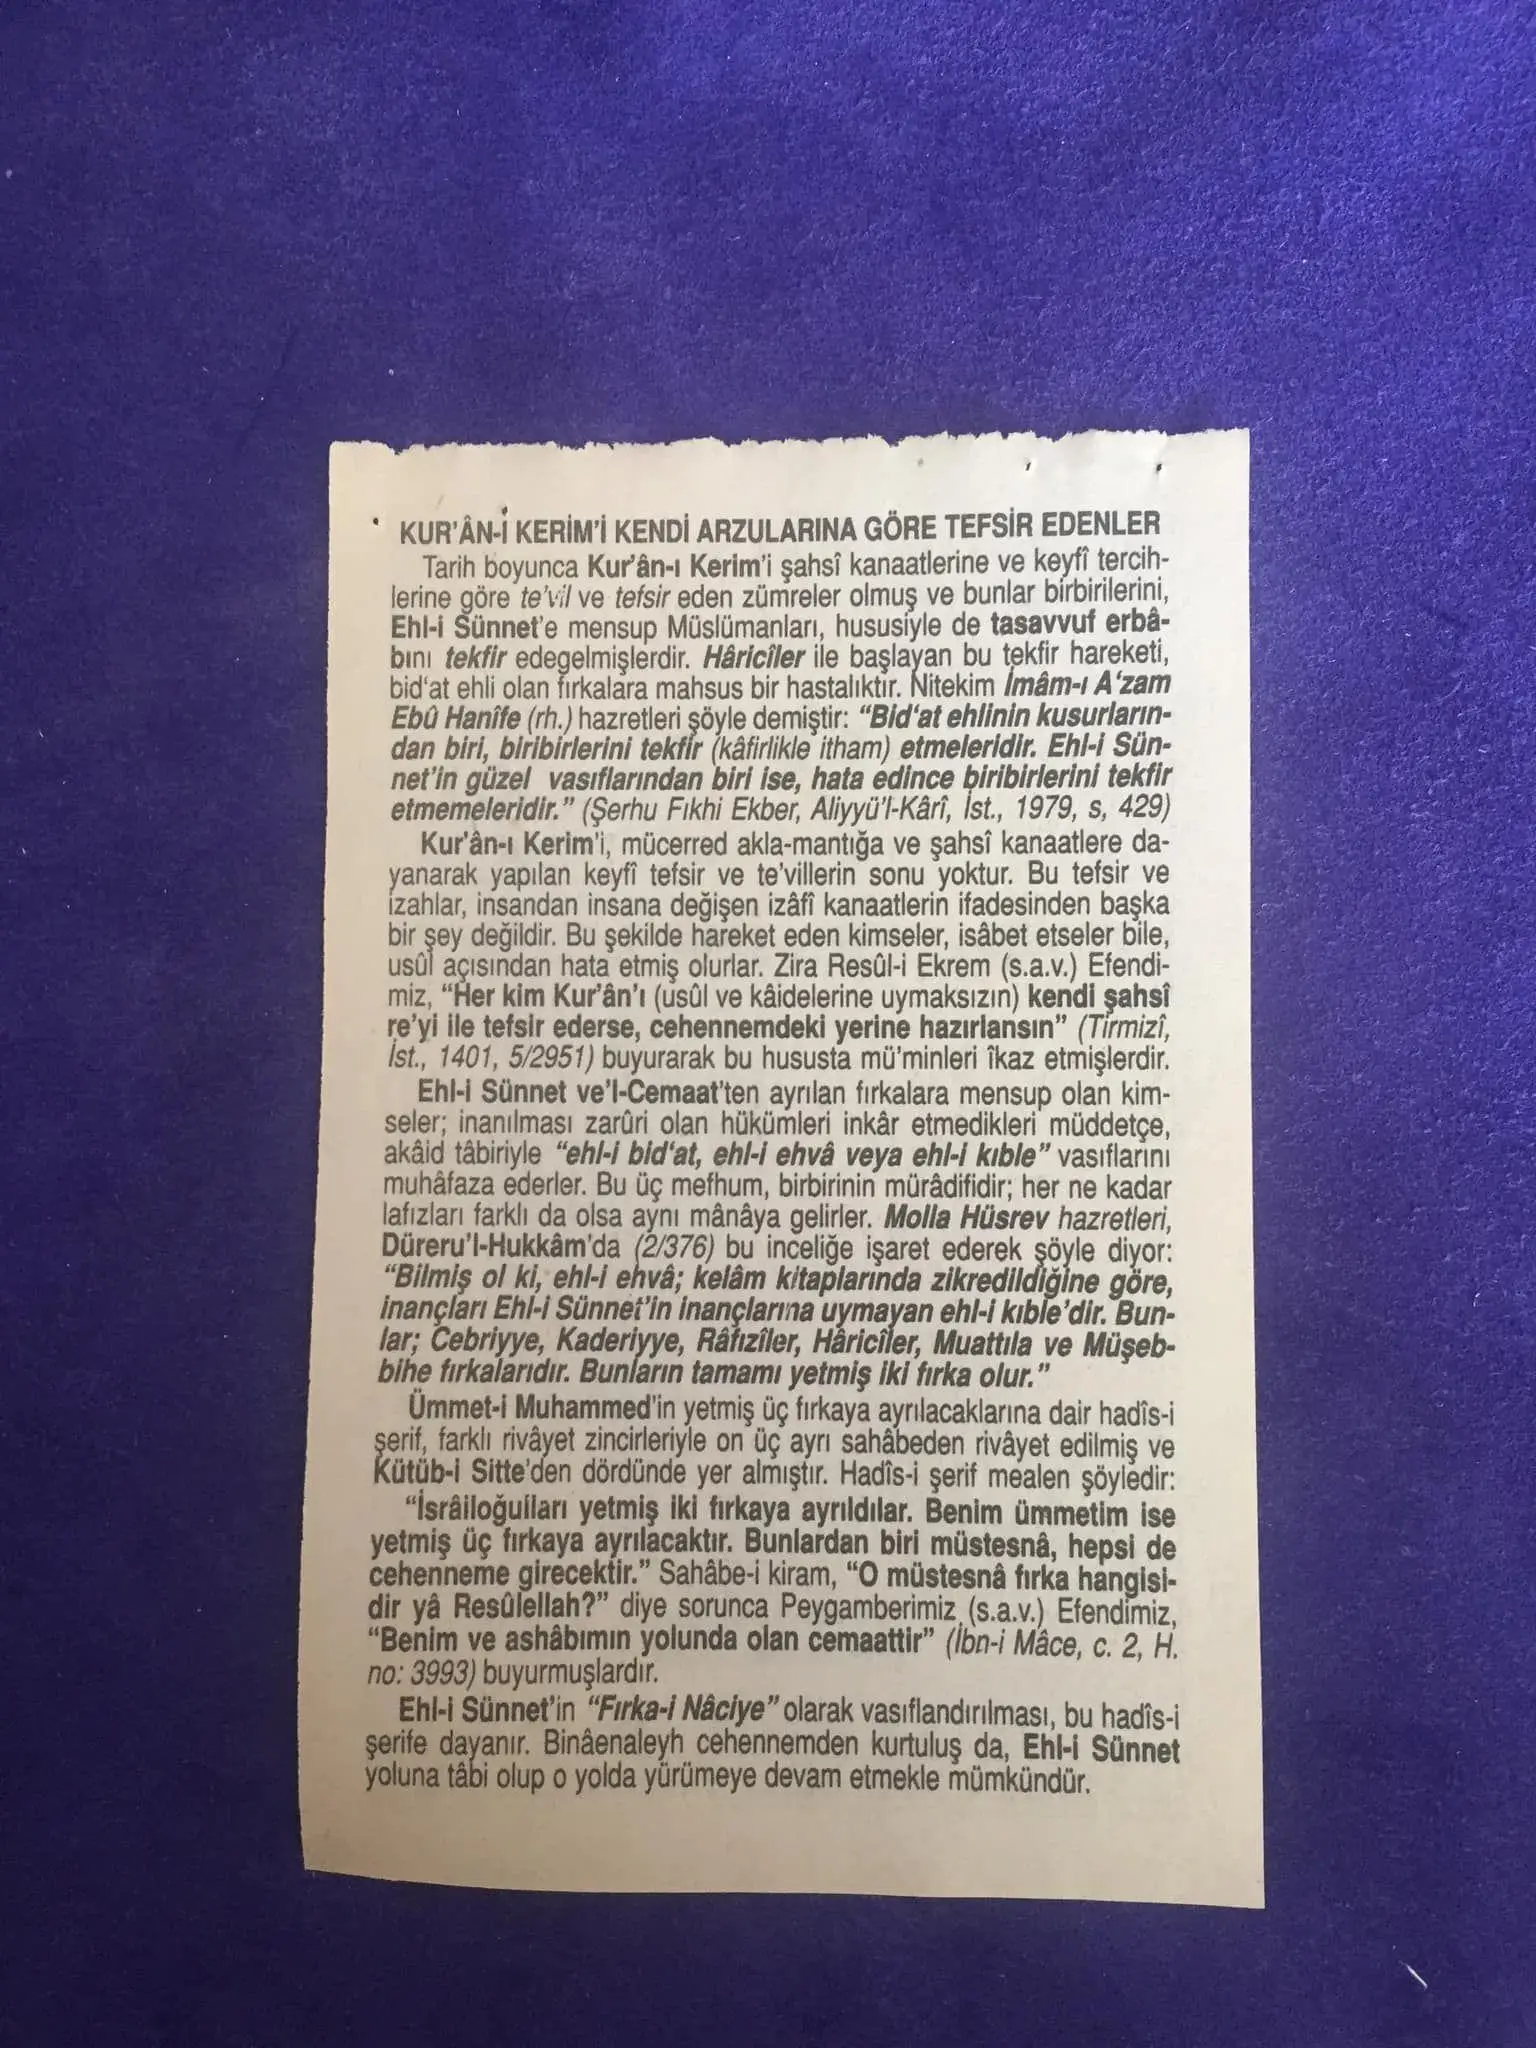 KUR'ÂN-İ KERİM'İ KENDİ ARZULARINA GÖRE TEFSİR EDENLER
Tarih boyunca Kur'ân-ı Kerim'i şahsî kanaatlerine ve keyfî tercih-
lerine göre te'vil ve tefsir eden zümreler olmuş ve bunlar birbirilerini,
Ehl-i Sünnet'e mensup Müslümanları, hususiyle de tasavvuf erbâ-
bını tekfir edegelmişlerdir. Hâricîler ile başlayan bu tekfir hareketi,
bid'at ehli olan fırkalara mahsus bir hastalıktır. Nitekim İmâm-ı A'zam
Ebû Hanîfe (rh.) hazretleri şöyle demiştir: “Bid'at ehlinin kusurların-
dan biri, biribirlerini tekfir (kâfirlikle itham) etmeleridir. Ehl-i Sün-
net'in güzel vasıflarından biri ise, hata edince biribirlerini tekfir
etmemeleridir.” (Şerhu Fıkhi Ekber, Aliyyü'l-Kârî, İst., 1979, s, 429)
Kur'ân-ı Kerim'i, mücerred akla-mantığa ve şahsî kanaatlere da-
yanarak yapılan keyfî tefsir ve te'villerin sonu yoktur. Bu tefsir ve
izahlar, insandan insana değişen izâfî kanaatlerin ifadesinden başka
bir şey değildir. Bu şekilde hareket eden kimseler, isâbet etseler bile,
usûl açısından hata etmiş olurlar. Zira Resûl-i Ekrem (s.a.v.) Efendi-
miz, “Her kim Kur'ân'ı (usûl ve kâidelerine uymaksızın) kendi şahsî
re'yi ile tefsir ederse, cehennemdeki yerine hazırlansın” (Tirmizî,
İst., 1401, 5/2951) buyurarak bu hususta mü'minleri îkaz etmişlerdir.
Ehl-i Sünnet ve'l-Cemaat'ten ayrılan fırkalara mensup olan kim-
seler; inanılması zarûri olan hükümleri inkâr etmedikleri müddetçe,
akâid tâbiriyle “ehl-i bid'at, ehl-i ehvâ veya ehl-i kıble” vasıflarını
muhâfaza ederler. Bu üç mefhum, birbirinin mürâdifidir; her ne kadar
lafızları farklı da olsa aynı mânâya gelirler. Molla Hüsrev hazretleri,
Düreru'l-Hukkâm'da (2/376) bu inceliğe işaret ederek şöyle diyor:
“Bilmiş ol ki, ehl-i ehvâ; kelâm kitaplarında zikredildiğine göre,
inançları Ehl-i Sünnet'in inançlarına uymayan ehl-i kıble'dir. Bun-
lar; Cebriyye, Kaderiyye, Râfızîler, Hâricîler, Muattıla ve Müşeb-
bihe fırkalarıdır. Bunların tamamı yetmiş iki fırka olur.”
Ümmet-i Muhammed'in yetmiş üç fırkaya ayrılacaklarına dair hadîs-i
şerif, farklı rivâyet zincirleriyle on üç ayrı sahâbeden rivâyet edilmiş ve
Kütüb-i Sitte'den dördünde yer almıştır. Hadîs-i şerif mealen şöyledir:
“İsrâiloğulları yetmiş iki fırkaya ayrıldılar. Benim ümmetim ise
yetmiş üç fırkaya ayrılacaktır. Bunlardan biri müstesnâ, hepsi de
cehenneme girecektir.” Sahâbe-i kiram, “O müstesnâ fırka hangisi-
dir yâ Resûlellah?” diye sorunca Peygamberimiz (s.a.v.) Efendimiz,
“Benim ve ashâbımın yolunda olan cemaattir” (İbn-i Mâce, c. 2, H.
no: 3993) buyurmuşlardır.
Ehl-i Sünnet'in “Fırka-i Nâciye” olarak vasıflandırılması, bu hadîs-i
şerife dayanır. Binâenaleyh cehennemden kurtuluş da, Ehl-i Sünnet
yoluna tâbi olup o yolda yürümeye devam etmekle mümkündür.